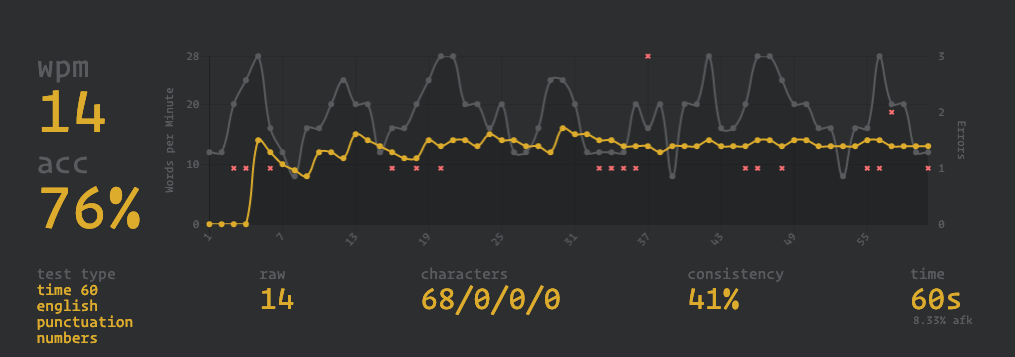 wpm
14
acc
76%
Words per Minute
28
20
10
0
1 7 13 19 25 31 37 43 49 55
3
2
1
0
Errors
test type
time 60
english
punctuation
numbers
raw
14
characters
68/0/0/0
consistency
41%
time
60s
8.33% afk